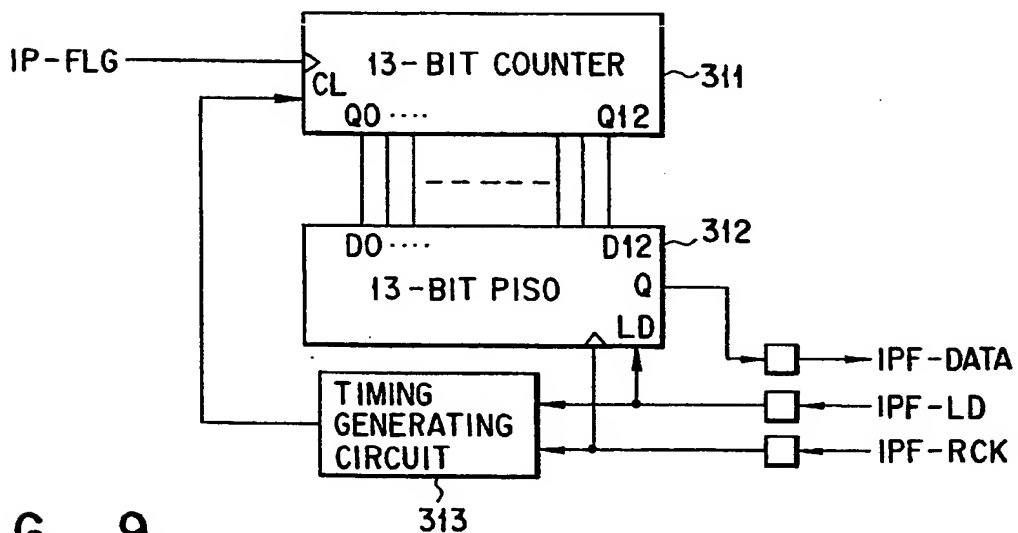 IP-FLG
13-BIT COUNTER
CL
Q0 ···· Q12
311
D0 ···· D12
312
13-BIT PISO
Q
LD
IPF-DATA
TIMING
GENERATING
CIRCUIT
IPF-LD
IPF-RCK
313
G 9